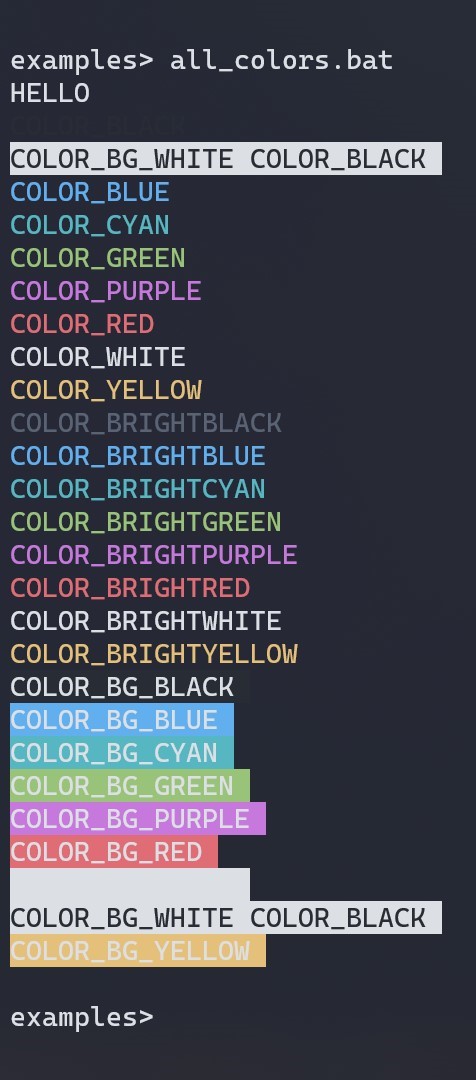 examples> all_colors.bat
HELLO
COLOR_BLACK
COLOR_BG_WHITE COLOR_BLACK
COLOR_BLUE
COLOR_CYAN
COLOR_GREEN
COLOR_PURPLE
COLOR_RED
COLOR_WHITE
COLOR_YELLOW
COLOR_BRIGHTBLACK
COLOR_BRIGHTBLUE
COLOR_BRIGHTCYAN
COLOR_BRIGHTGREEN
COLOR_BRIGHTPURPLE
COLOR_BRIGHTRED
COLOR_BRIGHTWHITE
COLOR_BRIGHTYELLOW
COLOR_BG_BLACK
COLOR_BG_BLUE
COLOR_BG_CYAN
COLOR_BG_GREEN
COLOR_BG_PURPLE
COLOR_BG_RED
COLOR_BG_WHITE COLOR_BLACK
COLOR_BG_YELLOW
examples>